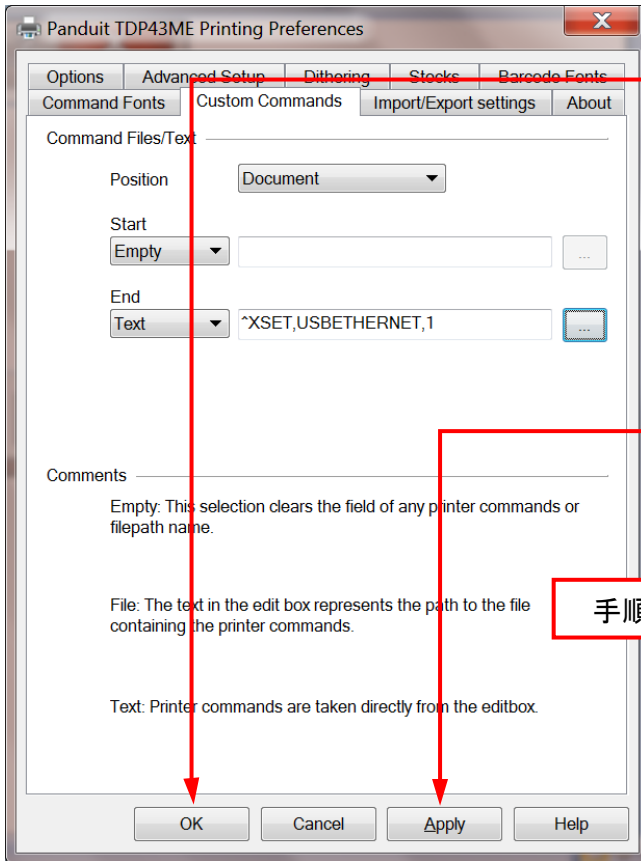 Panduit TDP43ME Printing Preferences
Options Advanced Setup Dithering Stocks Barcode Fonts
Command Fonts Custom Commands Import/Export settings About
Command Files/Text
Position Document
Start
Empty ...
End
Text ^XSET,USBETHERNET,1 ...
Comments
Empty: This selection clears the field of any printer commands or
filepath name.
File: The text in the edit box represents the path to the file
containing the printer commands.
手順
Text: Printer commands are taken directly from the editbox.
OK Cancel Apply Help